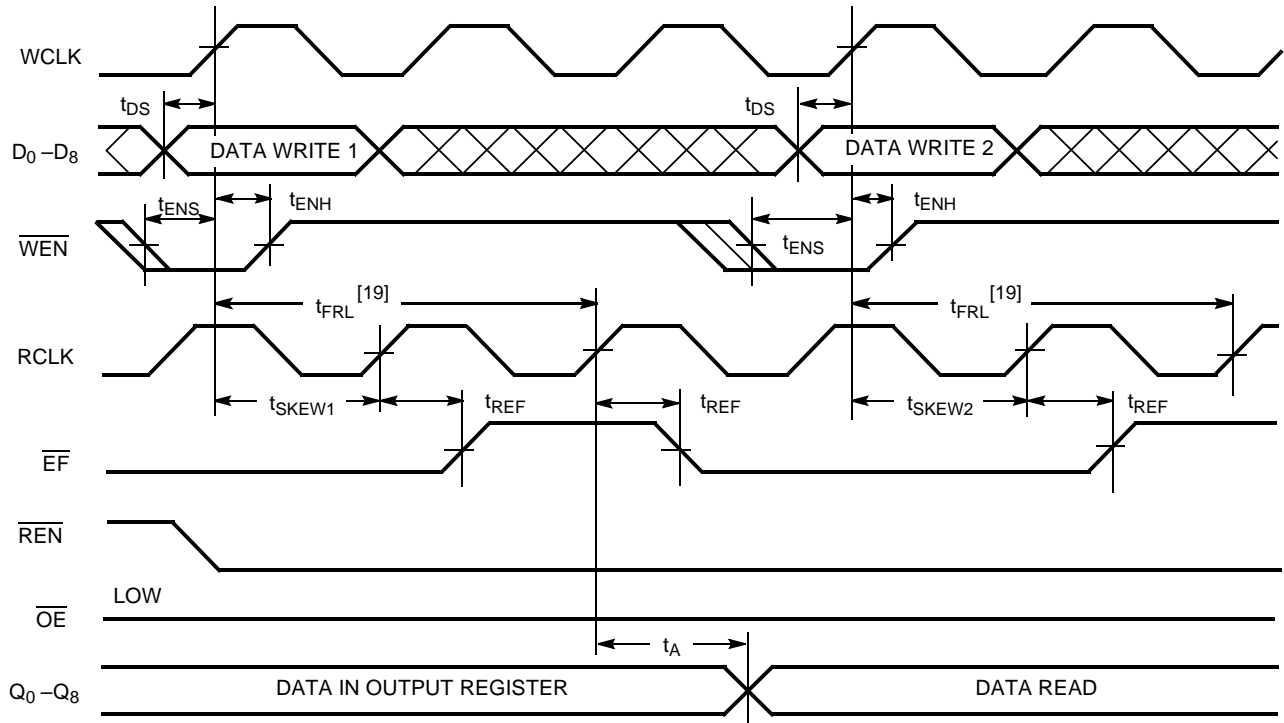 WCLK
tDS tDS
D0 –D8 DATA WRITE 1 DATA WRITE 2
tENS tENH tENH
WEN tENS
tFRL [19] tFRL [19]
RCLK
tSKEW1 tREF tREF tSKEW2 tREF
EF
REN
LOW
OE
tA
Q0 –Q8 DATA IN OUTPUT REGISTER DATA READ